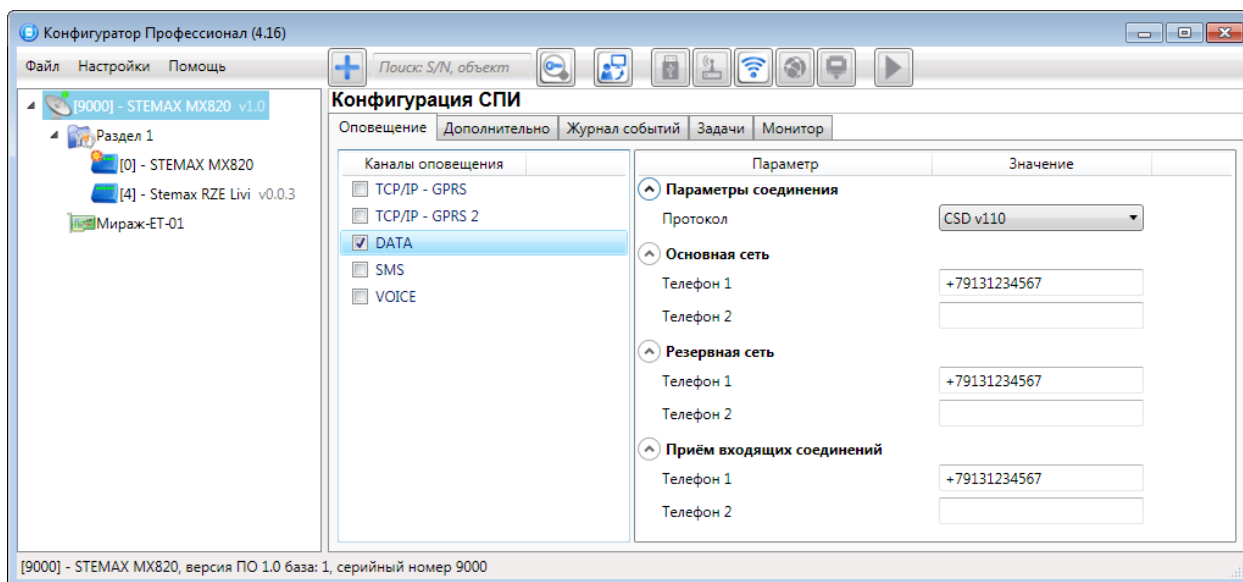 Конфигуратор Профессионал (4.16)
Файл Настройки Помощь
Поиск: S/N, объект
[9000] - STEMAX MX820 v1.0
Раздел 1
[0] - STEMAX MX820
[4] - Stemax RZE Livi v0.0.3
Мираж-ET-01
Конфигурация СПИ
Оповещение Дополнительно Журнал событий Задачи Монитор
Каналы оповещения
TCP/IP - GPRS
TCP/IP - GPRS 2
DATA
SMS
VOICE
Параметр Значение
Параметры соединения
Протокол CSD v110
Основная сеть
Телефон 1 +79131234567
Телефон 2
Резервная сеть
Телефон 1 +79131234567
Телефон 2
Приём входящих соединений
Телефон 1 +79131234567
Телефон 2
[9000] - STEMAX MX820, версия ПО 1.0 база: 1, серийный номер 9000